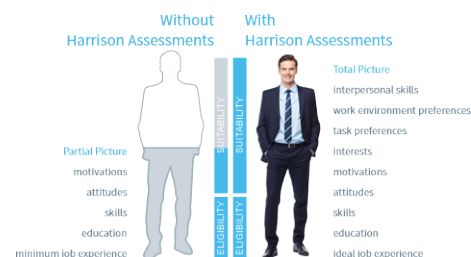 Without
Harrison Assessments
With
Harrison Assessments
Partial Picture
motivations
attitudes
skills
education
minimum job experience
SUITABILITY
ELIGIBILITY
SUITABILITY
ELIGIBILITY
Total Picture
interpersonal skills
work environment preferences
task preferences
interests
motivations
attitudes
skills
education
ideal job experience